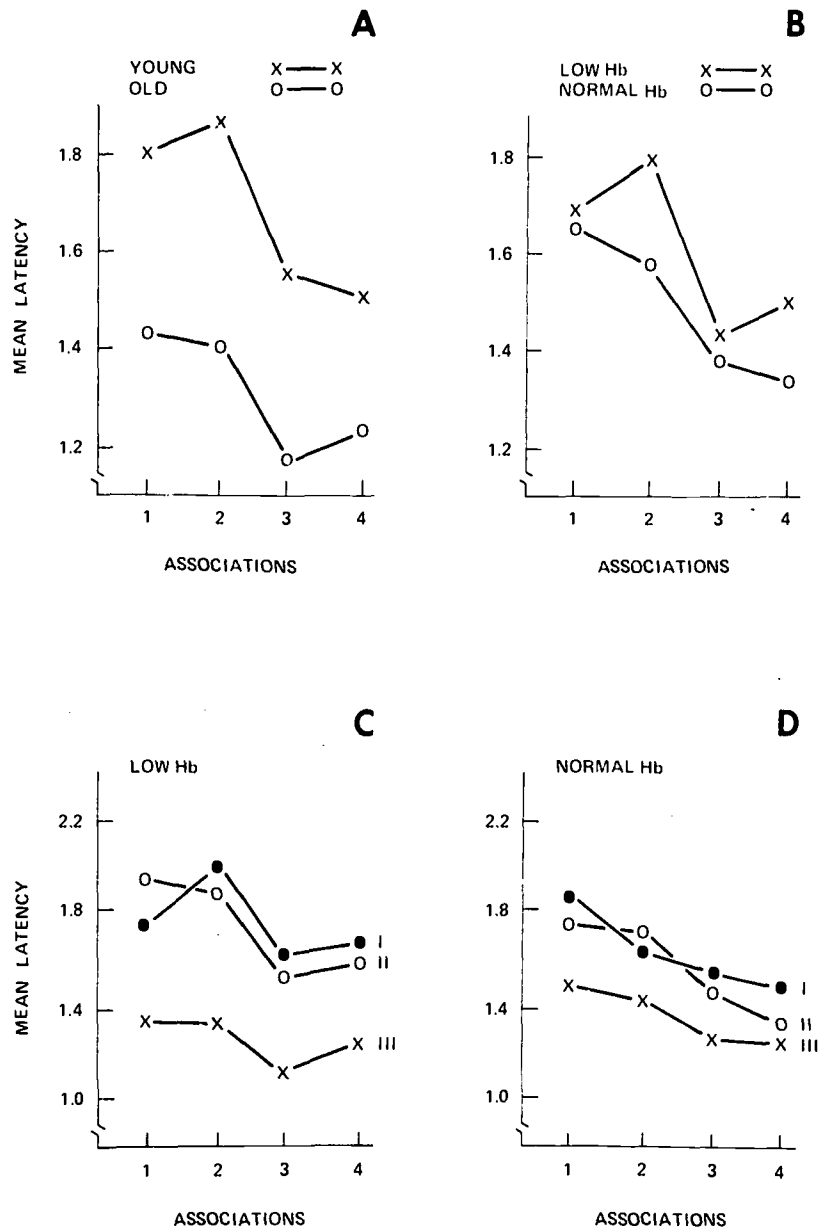 A
YOUNG X—X
OLD O—O
MEAN LATENCY
1.8
1.6
1.4
1.2
1 2 3 4
ASSOCIATIONS
B
LOW Hb X—X
NORMAL Hb O—O
1.8
1.6
1.4
1.2
1 2 3 4
ASSOCIATIONS
C
LOW Hb
MEAN LATENCY
2.2
1.8
1.4
1.0
I
II
III
1 2 3 4
ASSOCIATIONS
D
NORMAL Hb
2.2
1.8
1.4
1.0
I
II
III
1 2 3 4
ASSOCIATIONS